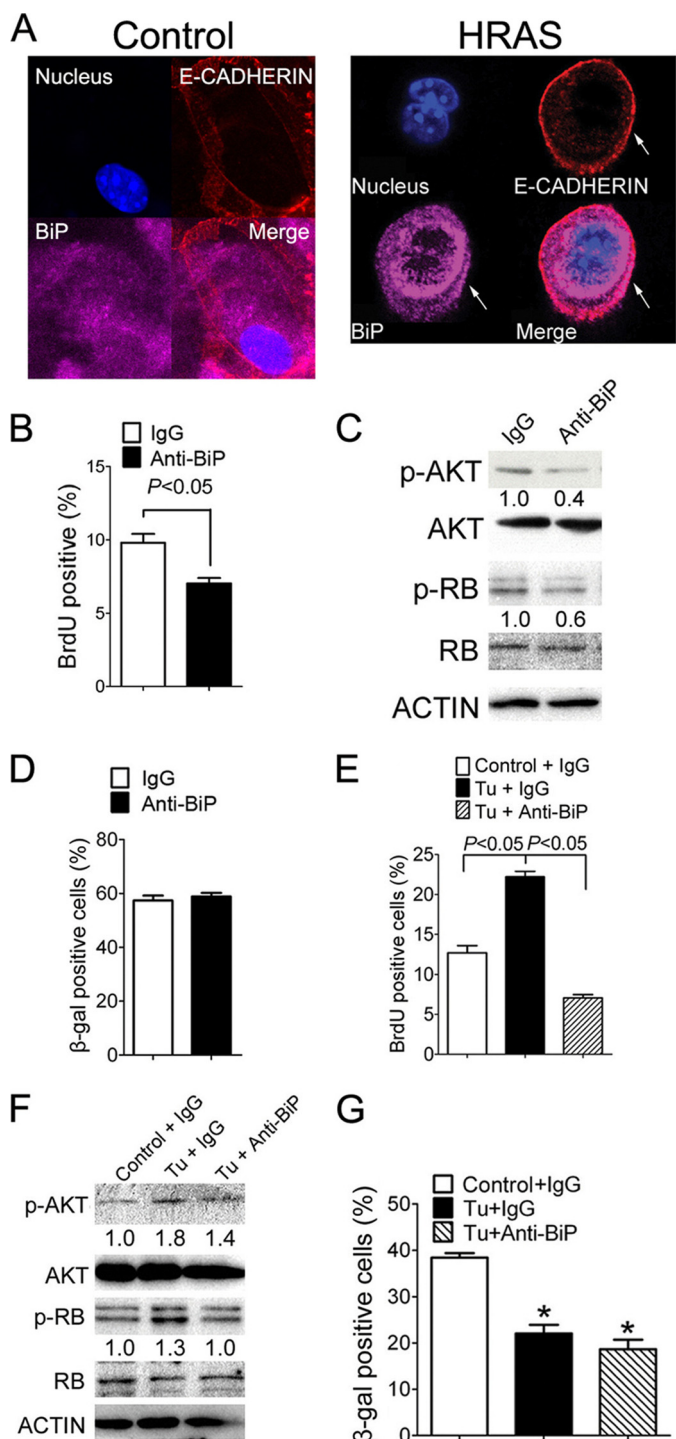 A
Control
HRAS
Nucleus
E-CADHERIN
BiP
Merge
Nucleus
E-CADHERIN
BiP
Merge
B
IgG
Anti-BiP
P<0.05
BrdU positive (%)
15
10
5
0
C
IgG
Anti-BiP
p-AKT
1.0 0.4
AKT
p-RB
1.0 0.6
RB
ACTIN
D
IgG
Anti-BiP
β-gal positive cells (%)
80
60
40
20
0
E
Control + IgG
Tu + IgG
Tu + Anti-BiP
P<0.05 P<0.05
BrdU positive cells (%)
25
20
15
10
5
0
F
Control + IgG
Tu + IgG
Tu + Anti-BiP
p-AKT
1.0 1.8 1.4
AKT
p-RB
1.0 1.3 1.0
RB
ACTIN
G
Control+IgG
Tu+IgG
Tu+Anti-BiP
β-gal positive cells (%)
50
40
30
20
10
0
* *